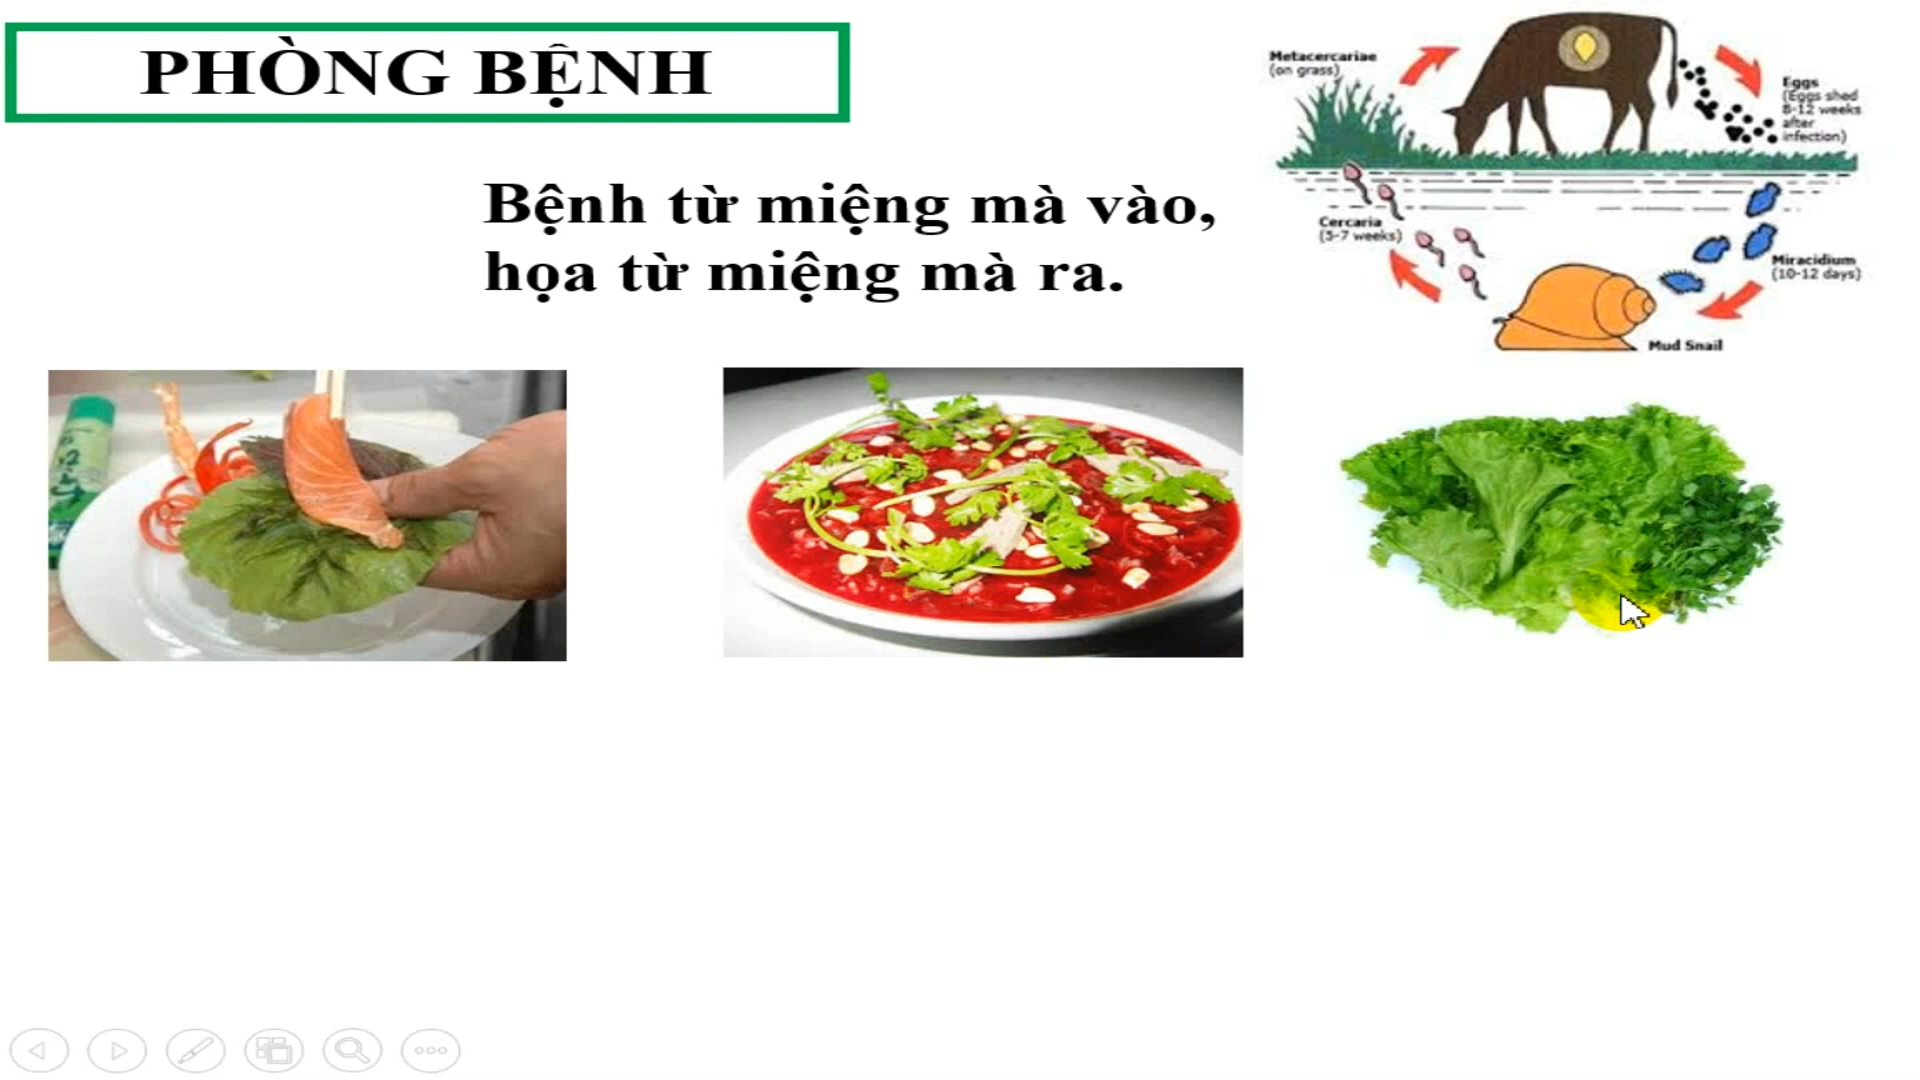 PHÒNG BỆNH
Bệnh từ miệng mà vào,
họa từ miệng mà ra.
Metacercariae
(on grass)
Eggs
(Eggs shed
8-12 weeks
after
infection)
Cercaria
(5-7 weeks)
Miracidium
(10-12 days)
Mud Snail